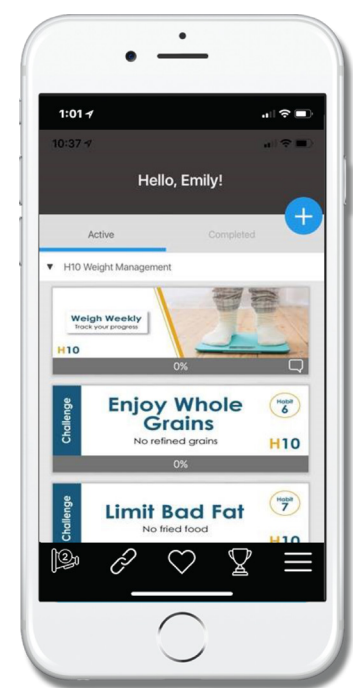 1:01
10:37
Hello, Emily!
+
Active
Completed
H10 Weight Management
Weigh Weekly
Track your progress
H10
0%
Challenge
Enjoy Whole
Grains
No refined grains
Habit
6
H10
0%
Challenge
Limit Bad Fat
No fried food
Habit
7
H10
2